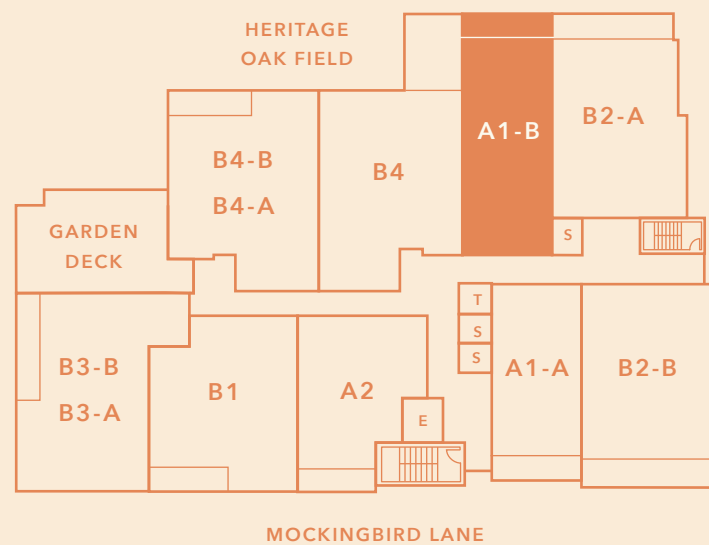 HERITAGE
OAK FIELD
A1-B
B2-A
B4-B
B4-A
B4
GARDEN
DECK
S
T
S
S
B3-B
B3-A
B1
A2
E
A1-A
B2-B
MOCKINGBIRD LANE